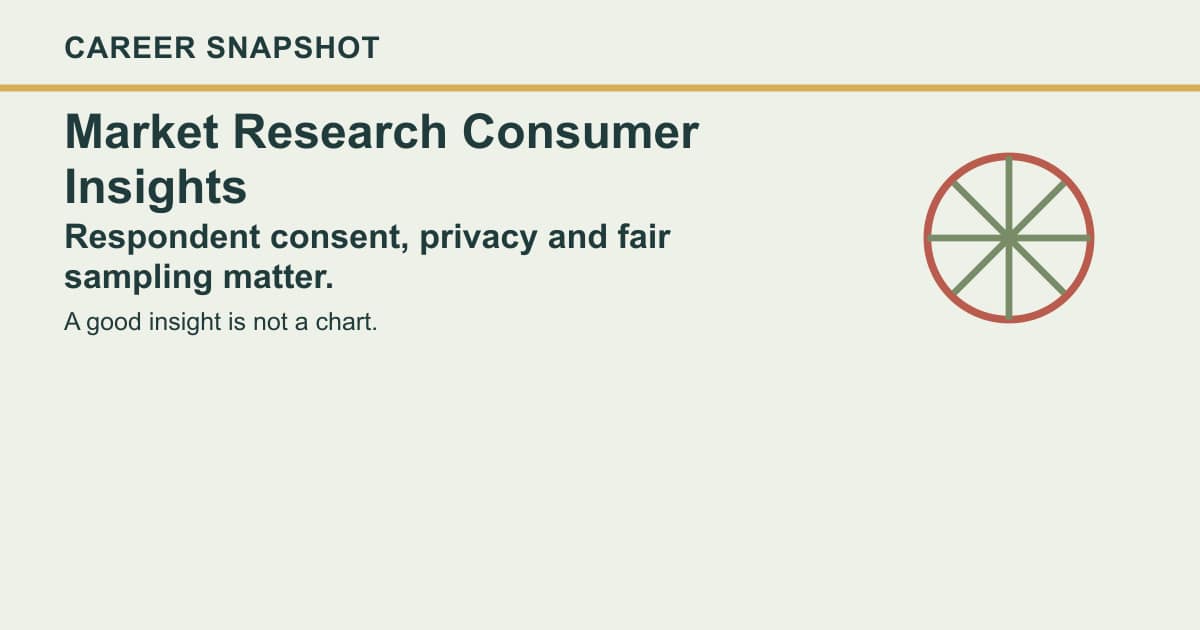 CAREER SNAPSHOT
Market Research Consumer
Insights
Respondent consent, privacy and fair
sampling matter.
A good insight is not a chart.